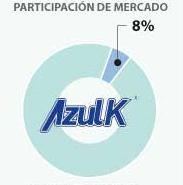 PARTICIPACIÓN DE MERCADO
8%
AzulK